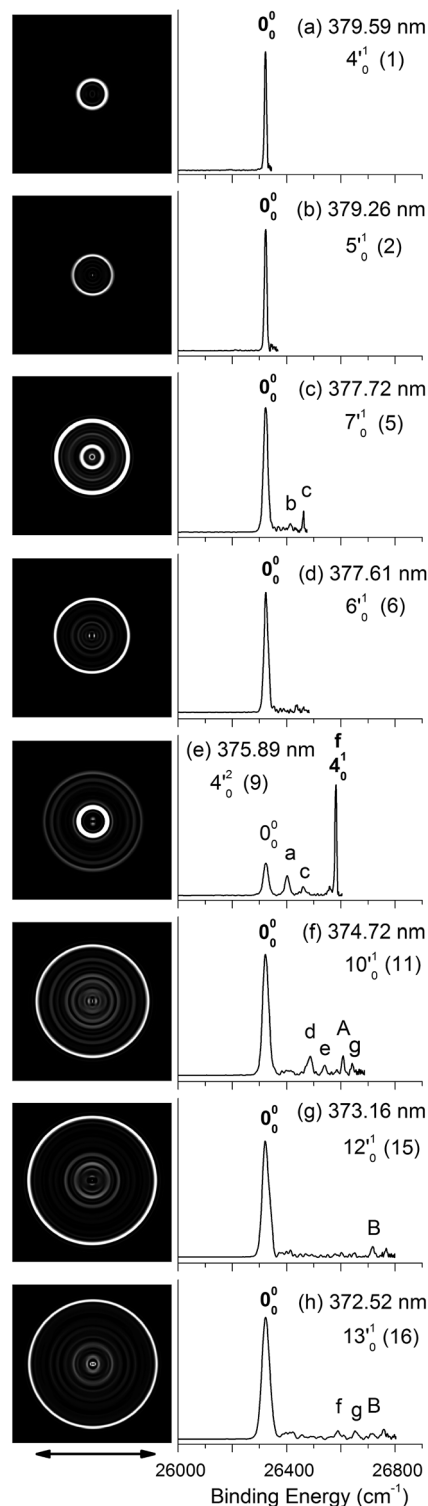 0⁰₀ (a) 379.59 nm
4'¹₀ (1)
0⁰₀ (b) 379.26 nm
5'¹₀ (2)
0⁰₀ (c) 377.72 nm
7'¹₀ (5)
b c
0⁰₀ (d) 377.61 nm
6'¹₀ (6)
(e) 375.89 nm f
4'²₀ (9) 4¹₀
0⁰₀ a c
0⁰₀ (f) 374.72 nm
10'¹₀ (11)
d e A g
0⁰₀ (g) 373.16 nm
12'¹₀ (15)
B
0⁰₀ (h) 372.52 nm
13'¹₀ (16)
f g B
26000 26400 26800
Binding Energy (cm⁻¹)